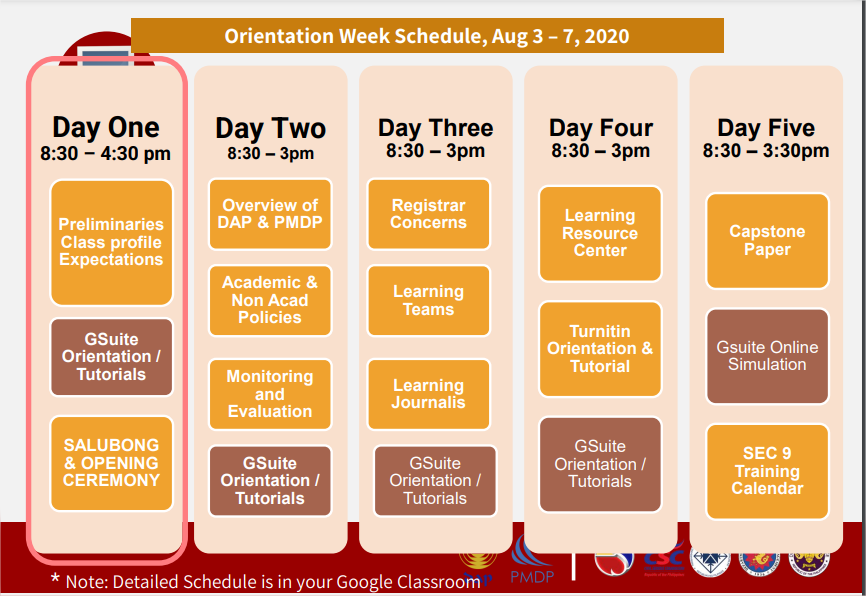 Orientation Week Schedule, Aug 3 – 7, 2020
Day One
8:30 – 4:30 pm
Preliminaries
Class profile
Expectations
GSuite
Orientation /
Tutorials
SALUBONG
& OPENING
CEREMONY
Day Two
8:30 – 3pm
Overview of
DAP & PMDP
Academic &
Non Acad
Policies
Monitoring
and
Evaluation
GSuite
Orientation /
Tutorials
Day Three
8:30 – 3pm
Registrar
Concerns
Learning
Teams
Learning
Journalis
GSuite
Orientation /
Tutorials
Day Four
8:30 – 3pm
Learning
Resource
Center
Turnitin
Orientation &
Tutorial
GSuite
Orientation /
Tutorials
Day Five
8:30 – 3:30pm
Capstone
Paper
Gsuite Online
Simulation
SEC 9
Training
Calendar
* Note: Detailed Schedule is in your Google Classroom
PMDP
CSC